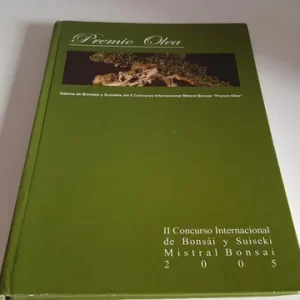 Premio Olea
Galería de Bonsáis y Suisekis del II Concurso Internacional Mistral Bonsai "Premio Olea"
II Concurso Internacional
de Bonsái y Suiseki
Mistral Bonsai
2005